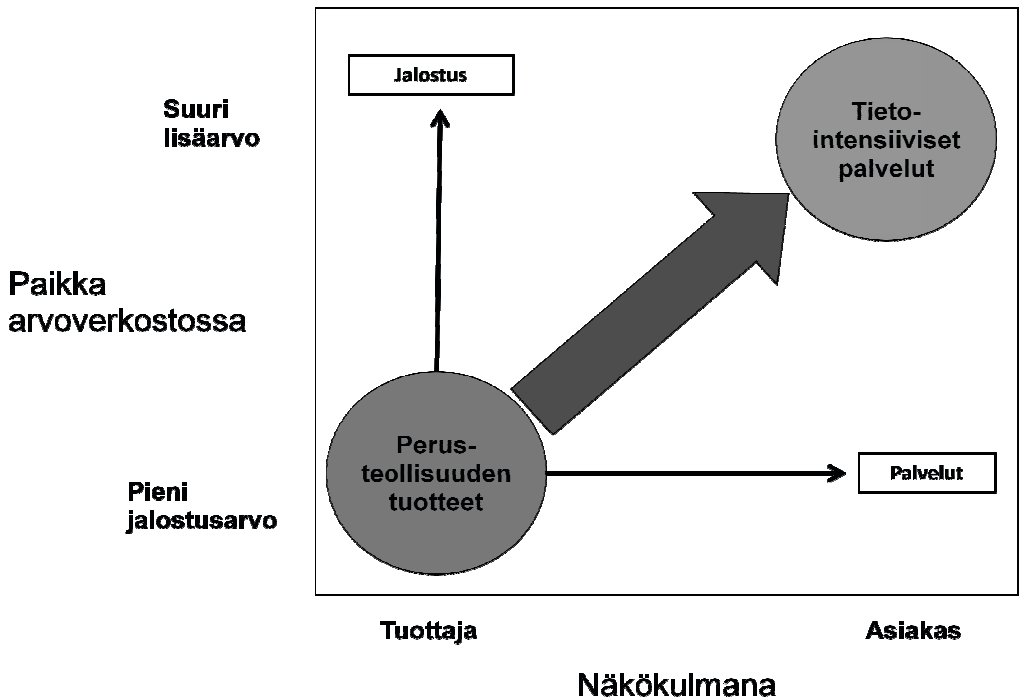 Jalostus
Suuri
lisäarvo
Tieto-
intensiiviset
palvelut
Paikka
arvoverkostossa
Perus-
teollisuuden
tuotteet
Palvelut
Pieni
jalostusarvo
Tuottaja
Asiakas
Näkökulmana